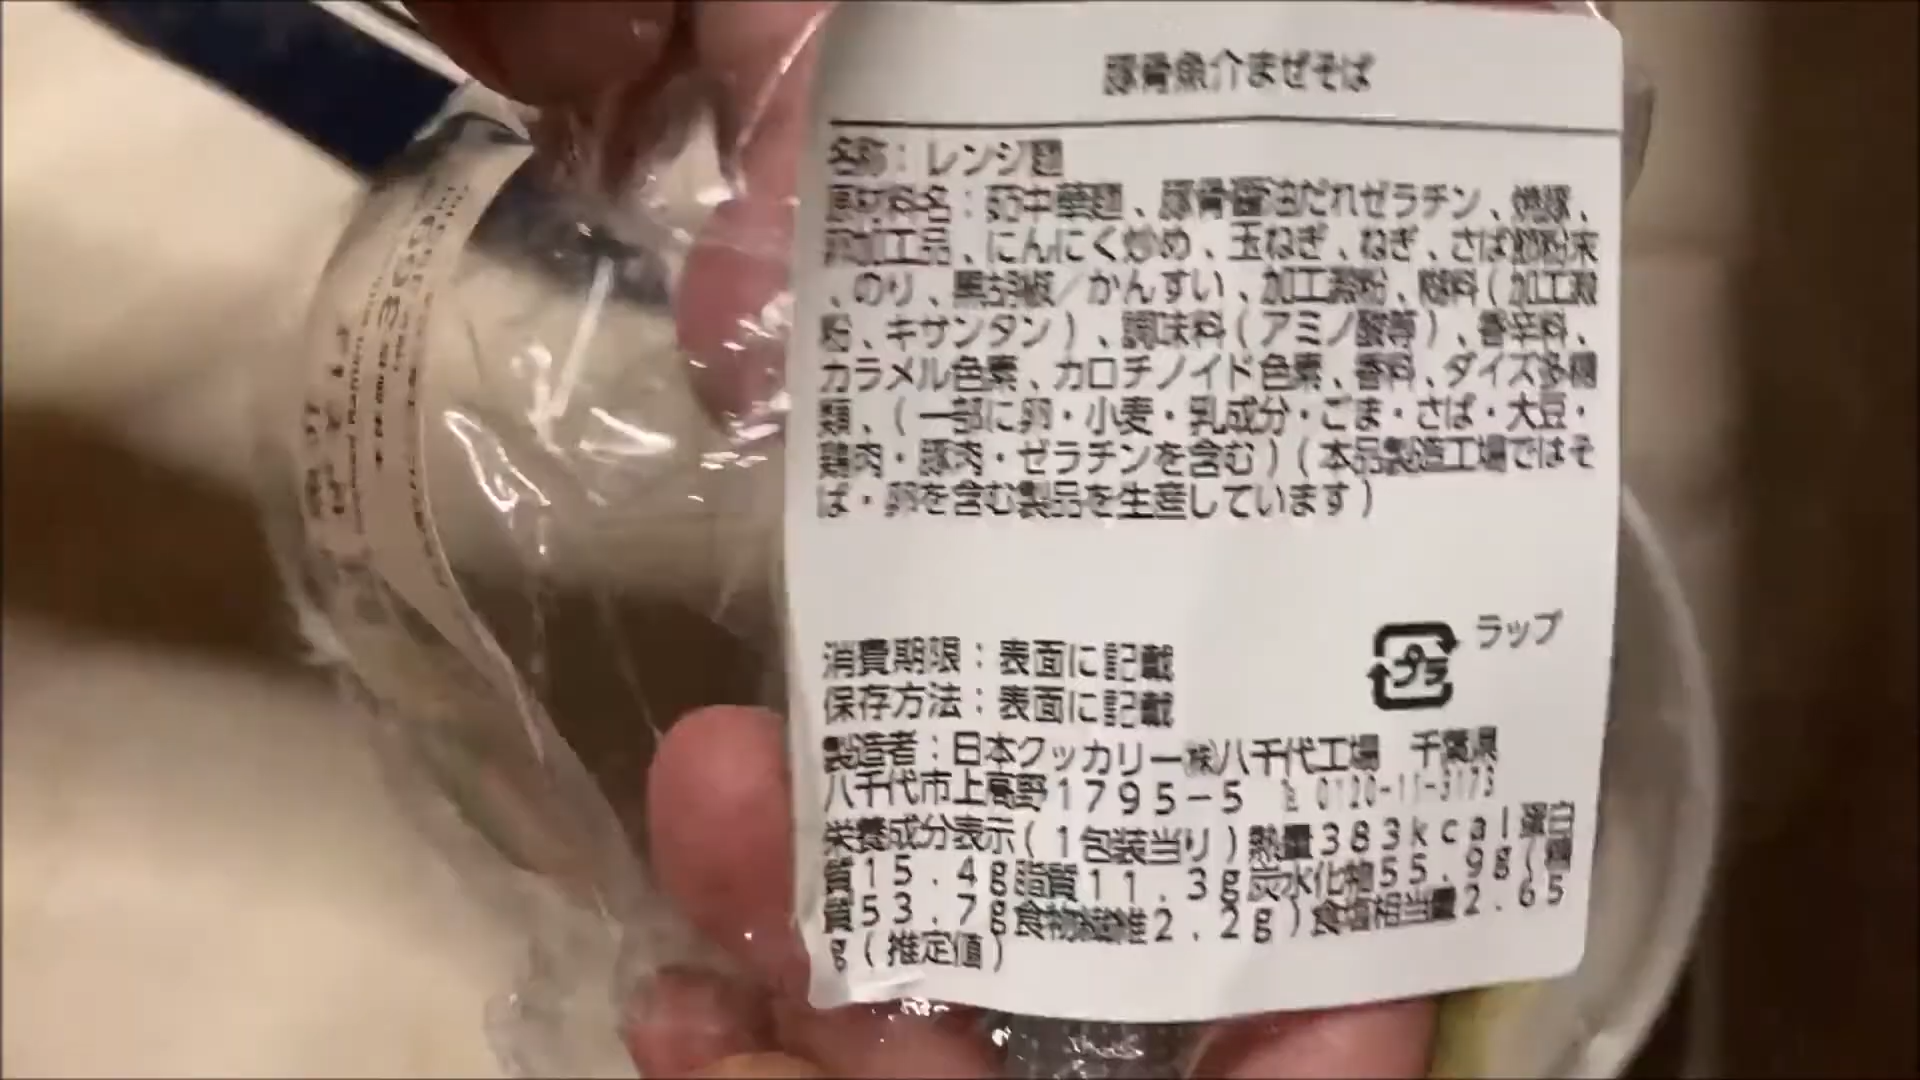 豚骨魚介まぜそば
名称：レンジ麺
原材料名：茹中華麺、豚骨醤油だれゼラチン、焼豚、
卵加工品、にんにく炒め、玉ねぎ、ねぎ、さば節粉末
、のり、黒胡椒／かんすい、加工澱粉、糊料(加工澱
粉、キサンタン)、調味料(アミノ酸等)、香辛料、
カラメル色素、カロチノイド色素、香料、ダイズ多糖
類、(一部に卵・小麦・乳成分・ごま・さば・大豆・
鶏肉・豚肉・ゼラチンを含む)(本品製造工場ではそ
ば・卵を含む製品を生産しています)
ラップ
プラ
消費期限：表面に記載
保存方法：表面に記載
製造者：日本クッカリー㈱八千代工場　千葉県
八千代市上高野1795-5 ℡0120-11-3173
栄養成分表示(1包装当り)熱量383kcal蛋白
質15.4g脂質11.3g炭水化物55.9g(糖
質53.7g食物繊維2.2g)食塩相当量2.65
g(推定値)